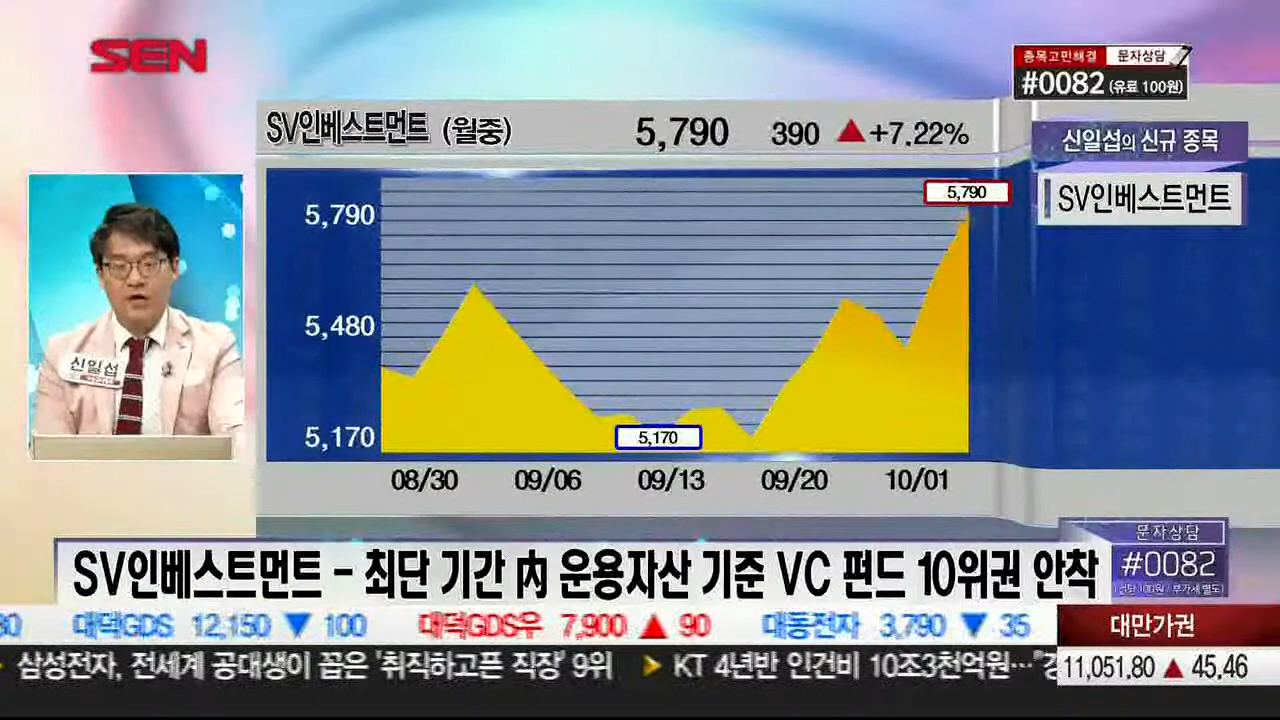 SEN
종목고민해결 문자상담
#0082 (유료 100원)
SV인베스트먼트 (월중) 5,790 390 ▲+7.22%
신일섭의 신규 종목
SV인베스트먼트
5,790
5,790
5,480
5,170
5,170
08/30 09/06 09/13 09/20 10/01
신일섭
문자상담
#0082
SV인베스트먼트 - 최단 기간 內 운용자산 기준 VC 펀드 10위권 안착
30 대덕GDS 12,150 ▼ 100 대덕GDS우 7,900 ▲ 90 대동전자 3,790 ▼ 35
대만가권
삼성전자, 전세계 공대생이 꼽은 '취직하고픈 직장' 9위 KT 4년반 인건비 10조3천억원…"
11,051.80 ▲ 45.46